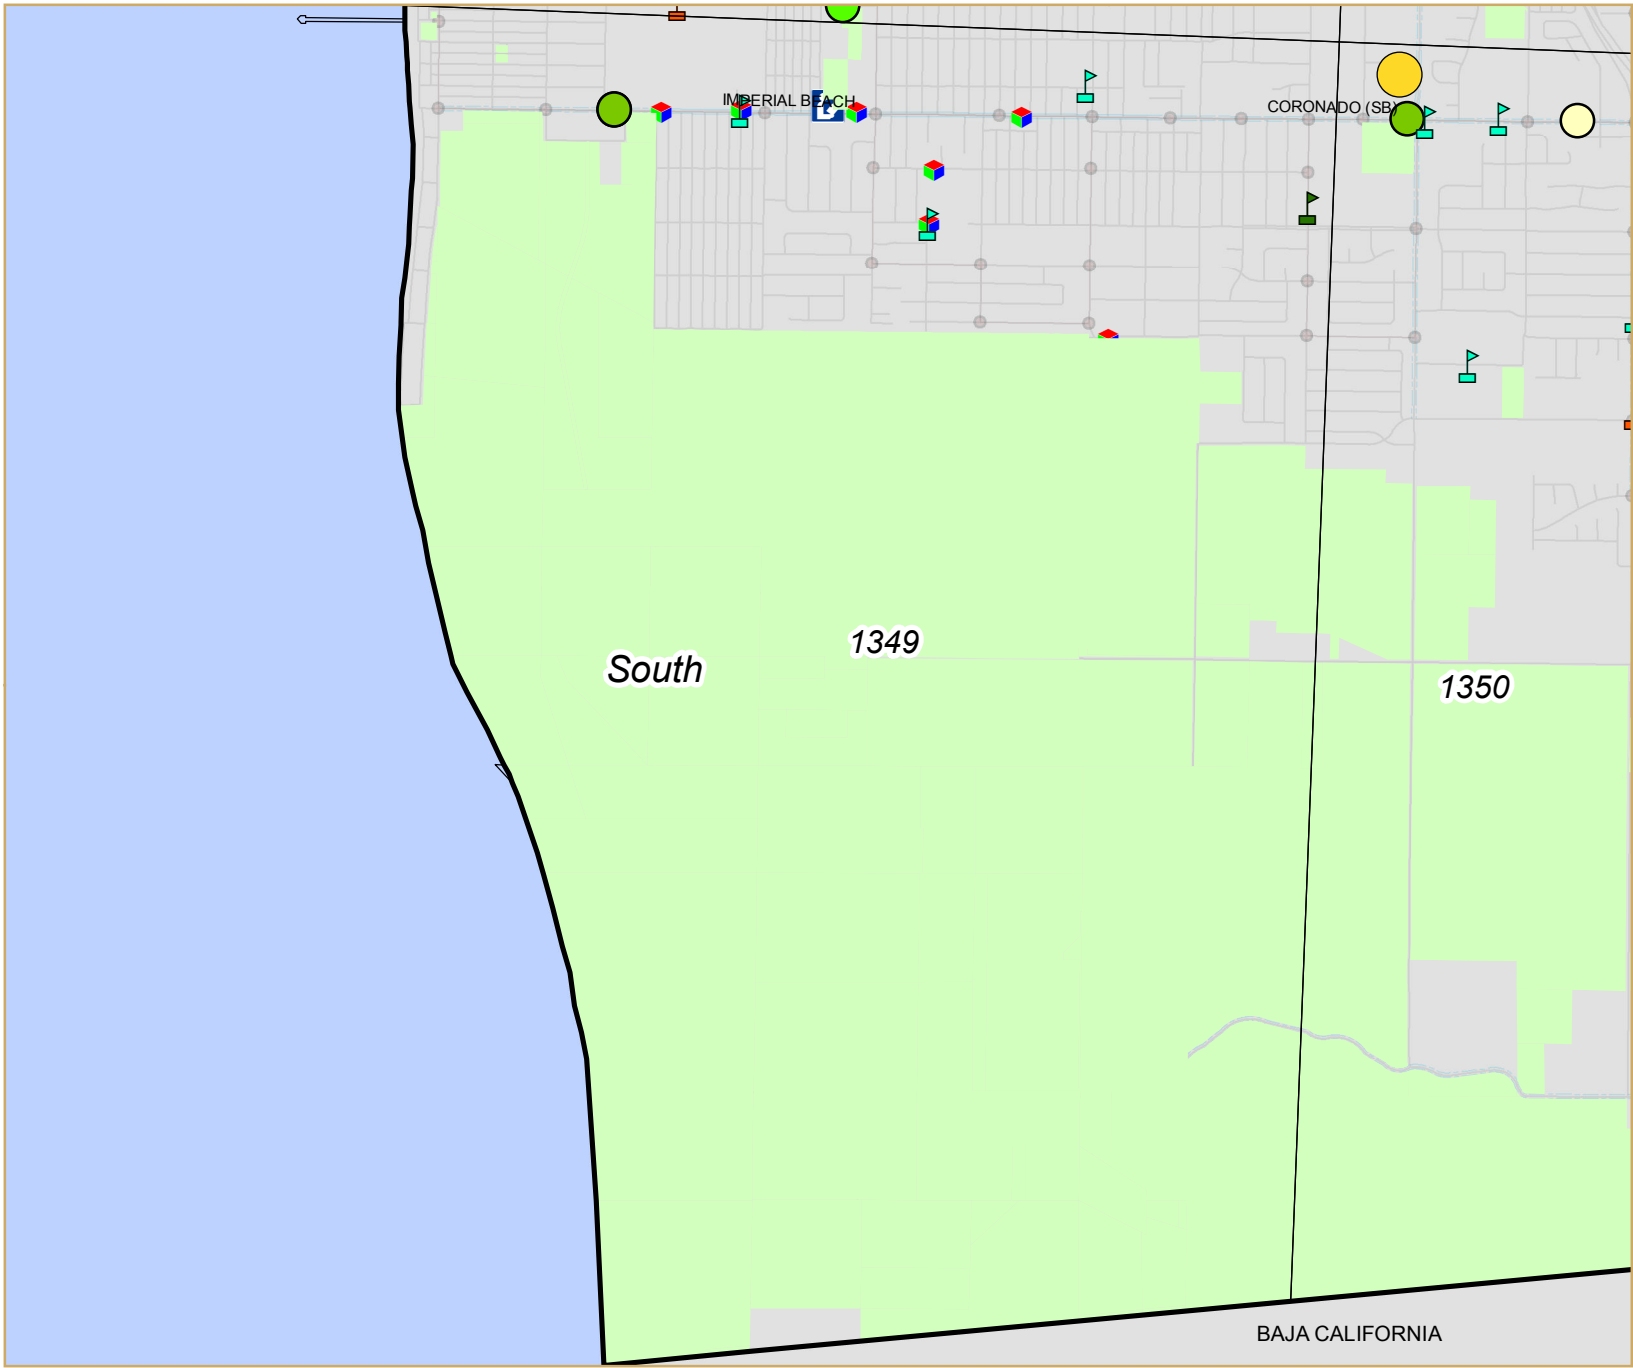 IMPERIAL BEACH
CORONADO (SB)
1349
South
1350
BAJA CALIFORNIA